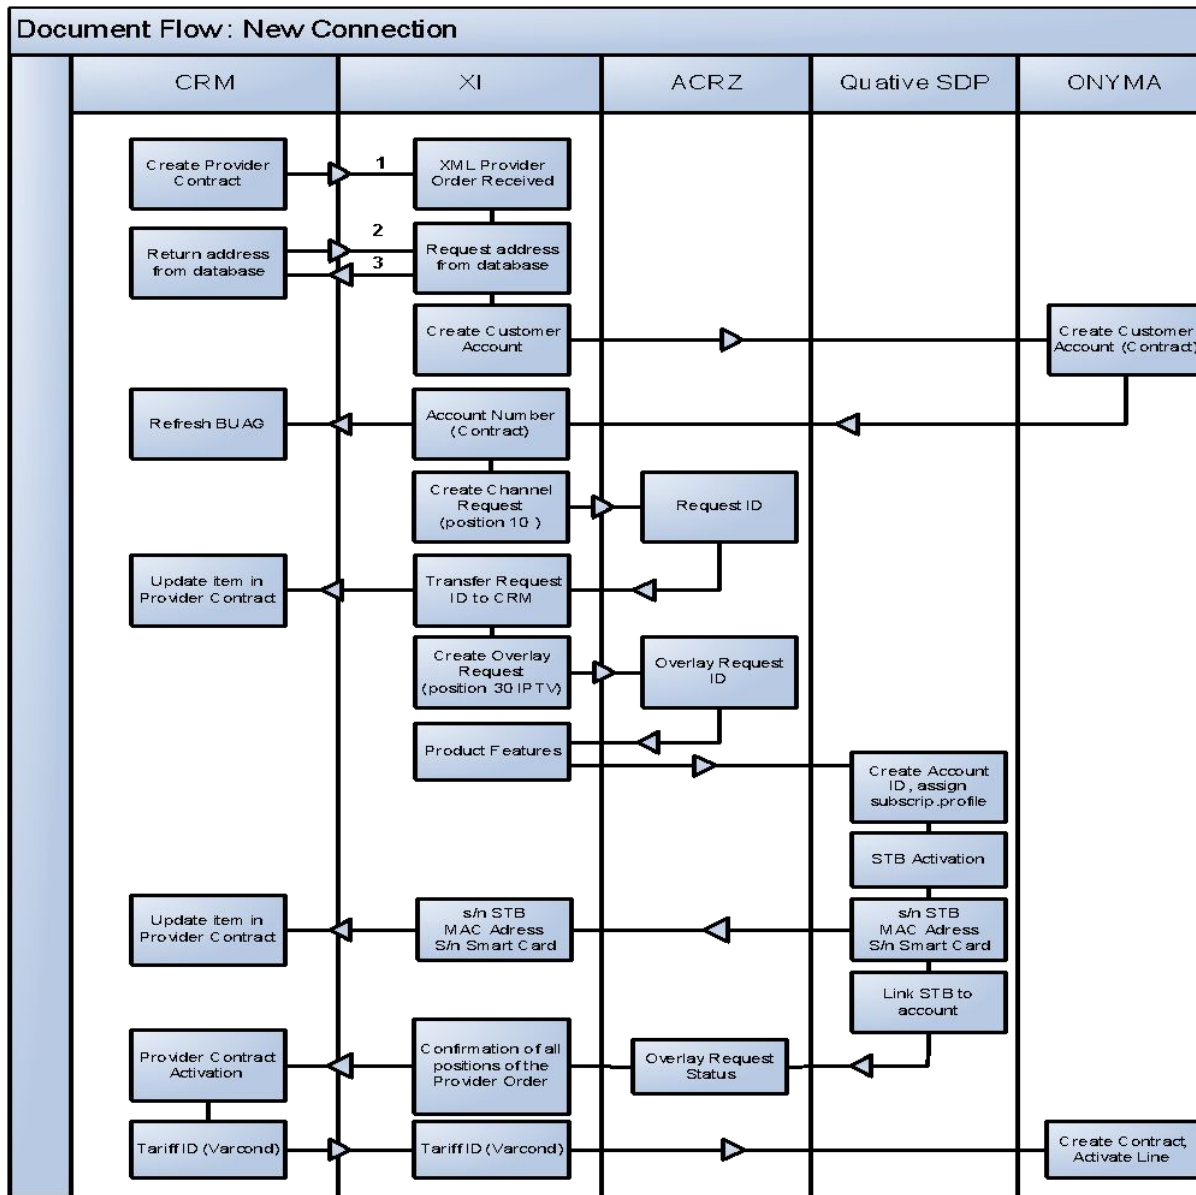 Document Flow: New Connection
CRM
XI
ACRZ
Quative SDP
ONYMA
Create Provider
Contract
1
XML Provider
Order Received
Return address
from database
2
3
Request address
from database
Create Customer
Account
Create Customer
Account (Contract)
Refresh BUAG
Account Number
(Contract)
Create Channel
Request
(position 10 )
Request ID
Update item in
Provider Contract
Transfer Request
ID to CRM
Create Overlay
Request
(position 30 IPTV)
Overlay Request
ID
Product Features
Create Account
ID, assign
subscrip.profile
STB Activation
Update item in
Provider Contract
s/n STB
MAC Adress
S/n Smart Card
s/n STB
MAC Adress
S/n Smart Card
Link STB to
account
Provider Contract
Activation
Confirmation of all
positions of the
Provider Order
Overlay Request
Status
Tariff ID (Varcond)
Tariff ID (Varcond)
Create Contract,
Activate Line